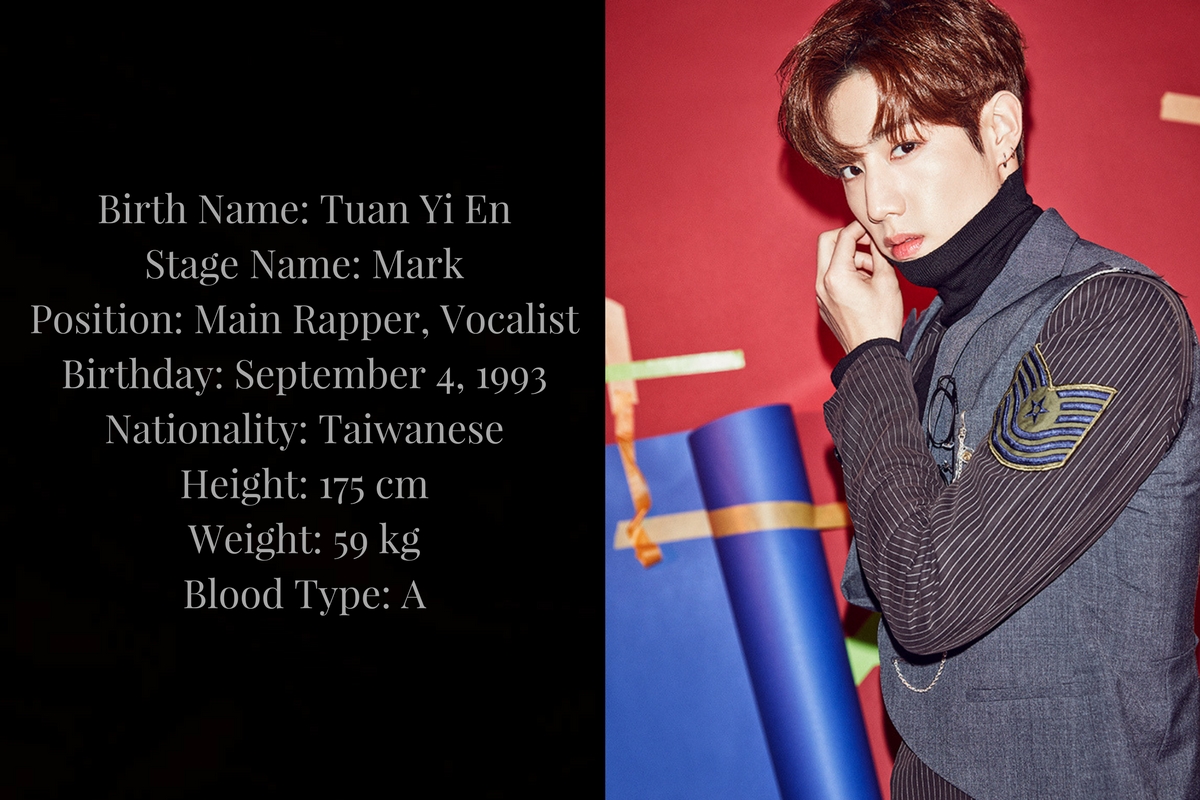 Birth Name: Tuan Yi En
Stage Name: Mark
Position: Main Rapper, Vocalist
Birthday: September 4, 1993
Nationality: Taiwanese
Height: 175 cm
Weight: 59 kg
Blood Type: A